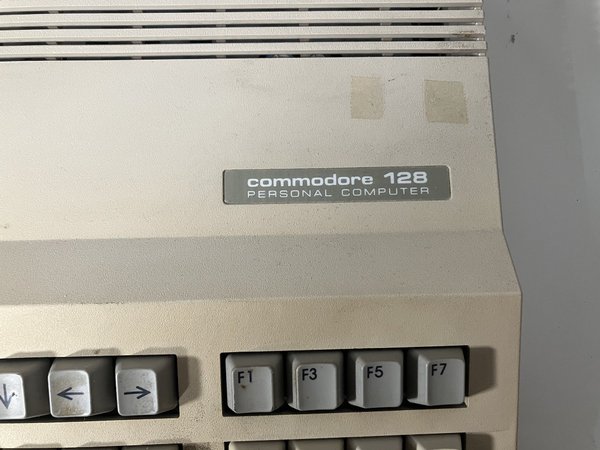 commodore 128
PERSONAL COMPUTER
↓ ← → F1 F3 F5 F7